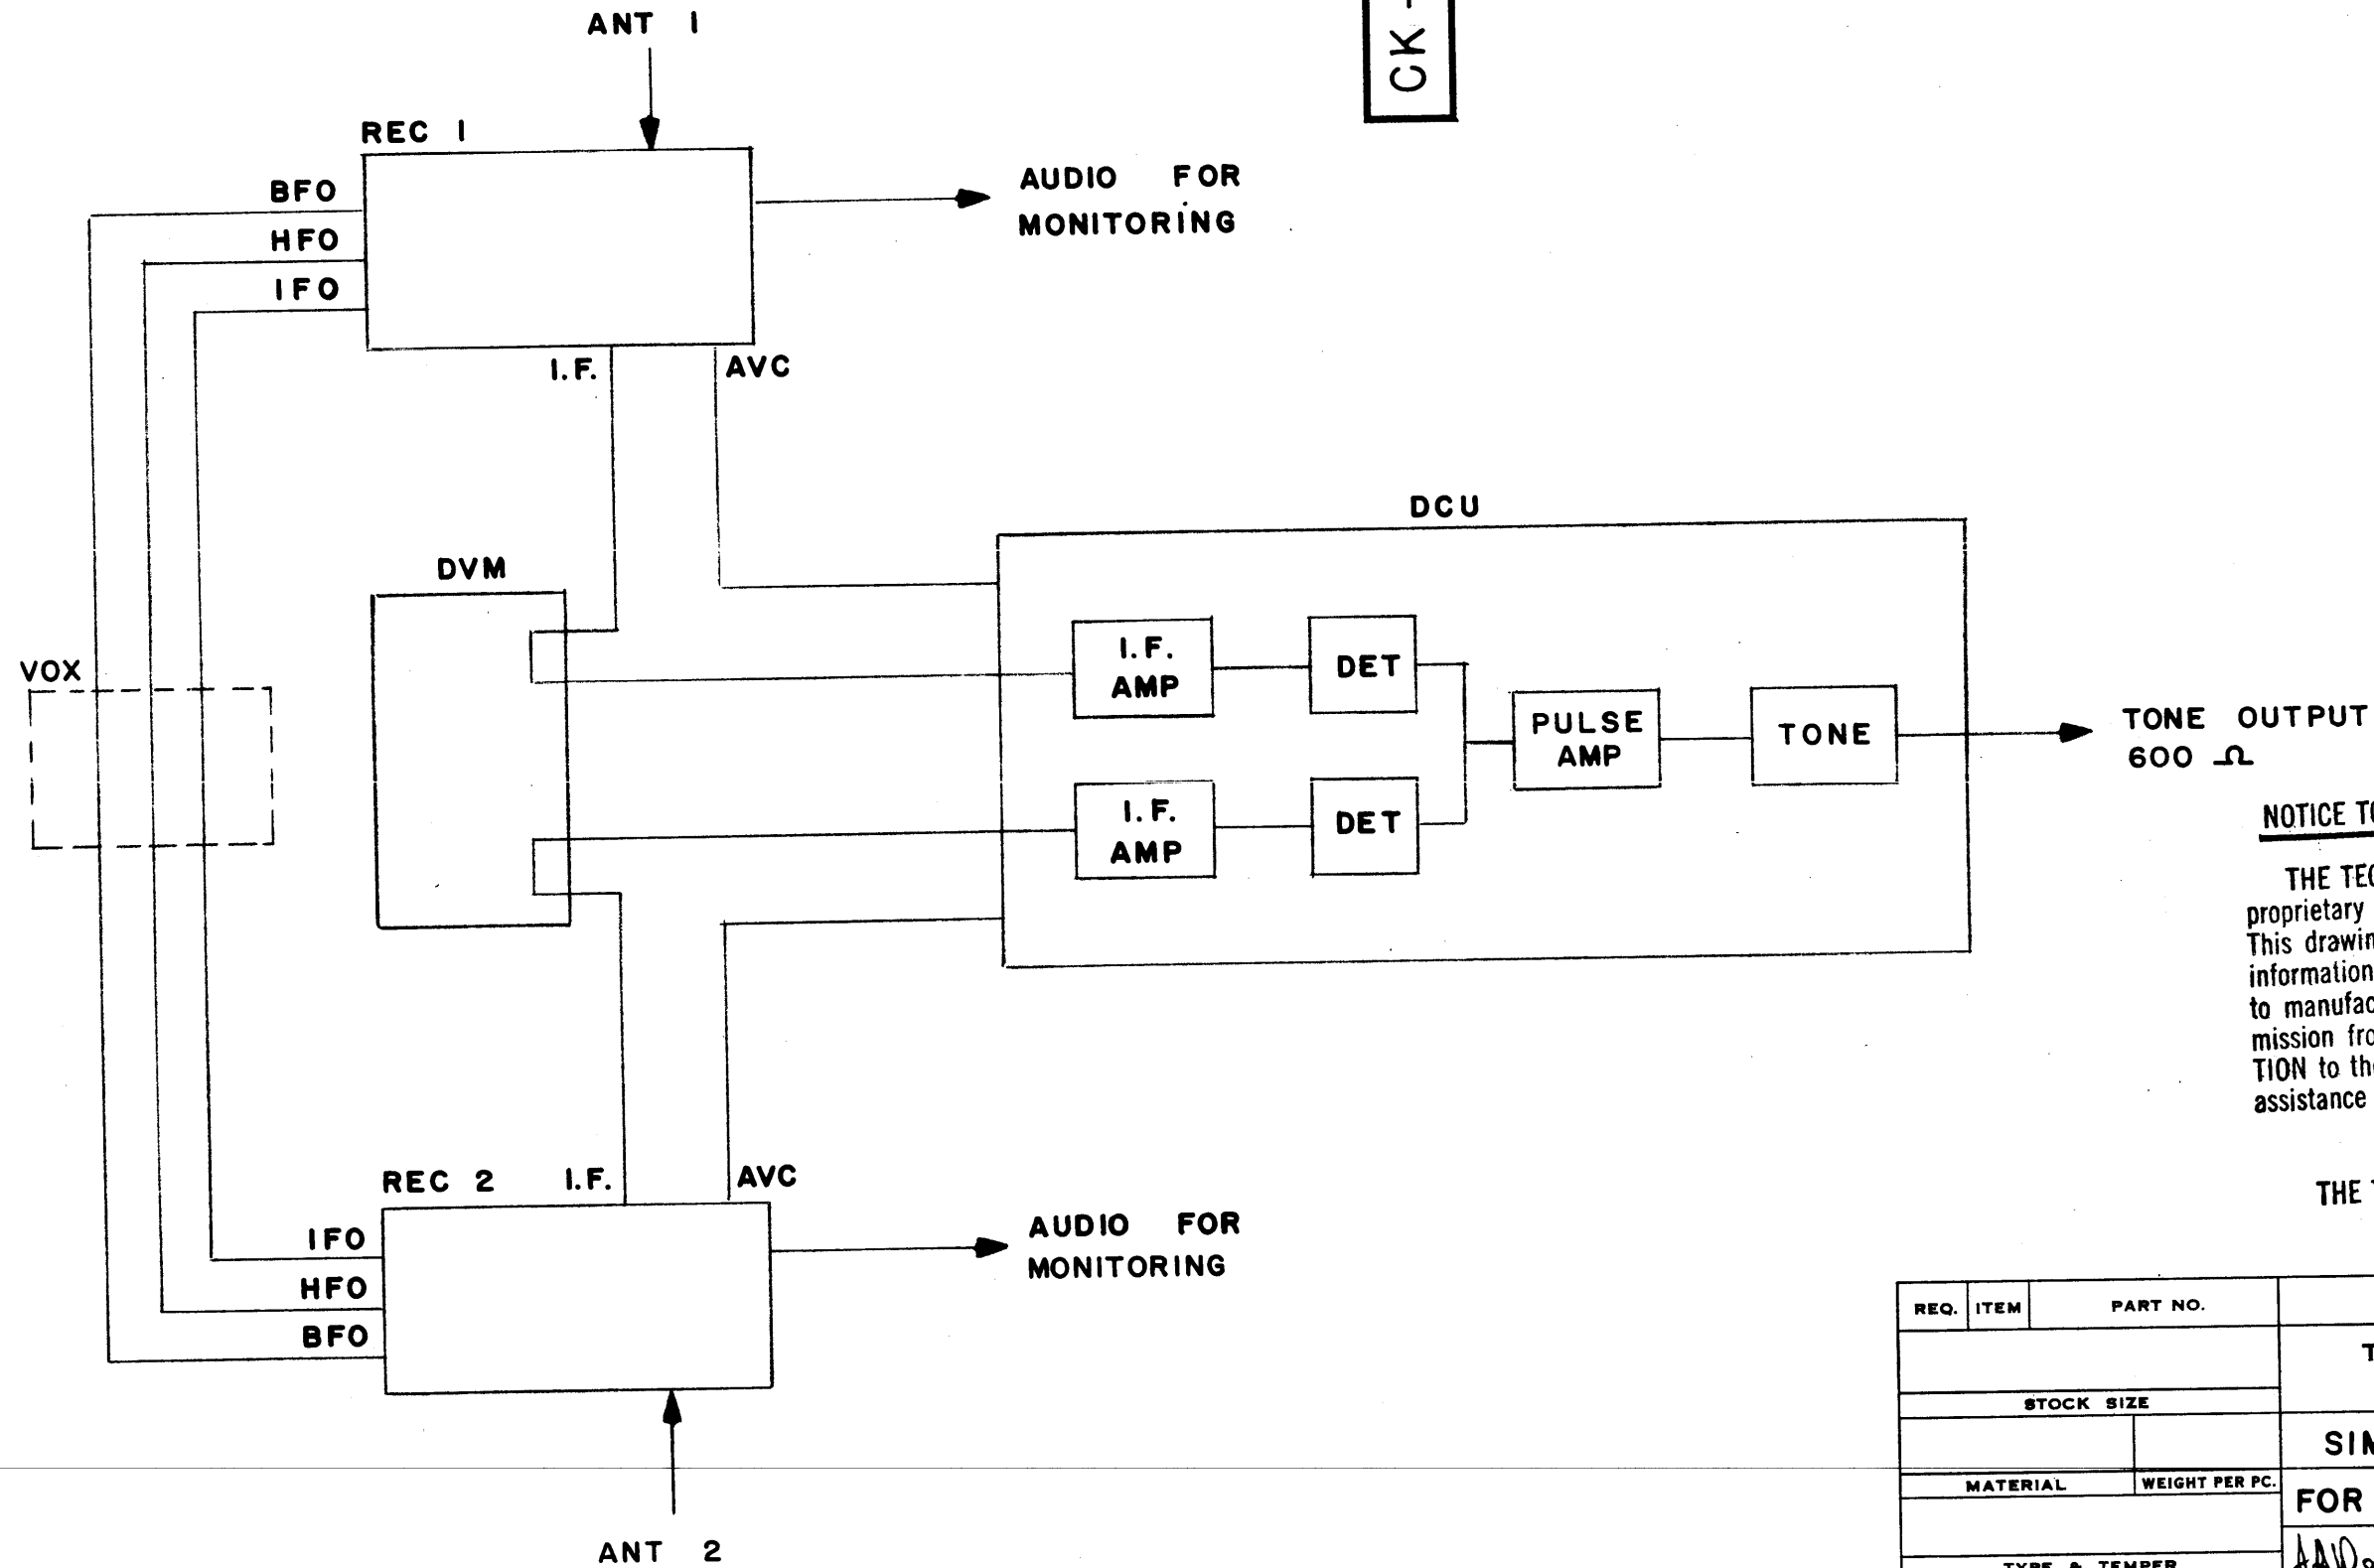 ANT 1
CK-
REC 1
BFO
HFO
IFO
AUDIO FOR
MONITORING
I.F.
AVC
DCU
DVM
VOX
I.F.
AMP
DET
PULSE
AMP
TONE
TONE OUTPUT
600 Ω
I.F.
AMP
DET
NOTICE TO
THE
proprietary
This
information
to
mission
TION to
assistance
THE
REC 2
I.F.
AVC
IFO
HFO
BFO
AUDIO FOR
MONITORING
ANT 2
REQ.
ITEM
PART NO.
STOCK SIZE
MATERIAL
WEIGHT PER PC.
FOR
TYPE & TEMPER